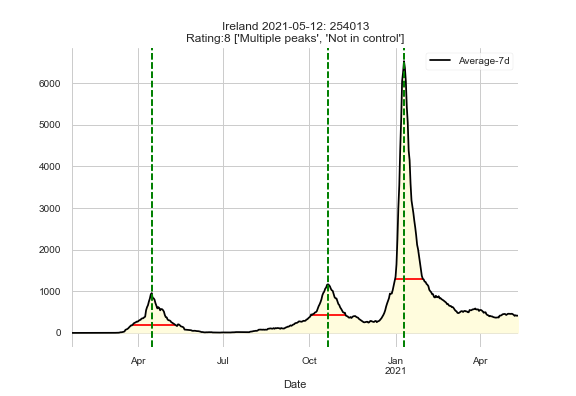 Ireland 2021-05-12: 254013
Rating:8 ['Multiple peaks', 'Not in control']
Average-7d
6000
5000
4000
3000
2000
1000
0
Apr
Jul
Oct
Jan
2021
Apr
Date